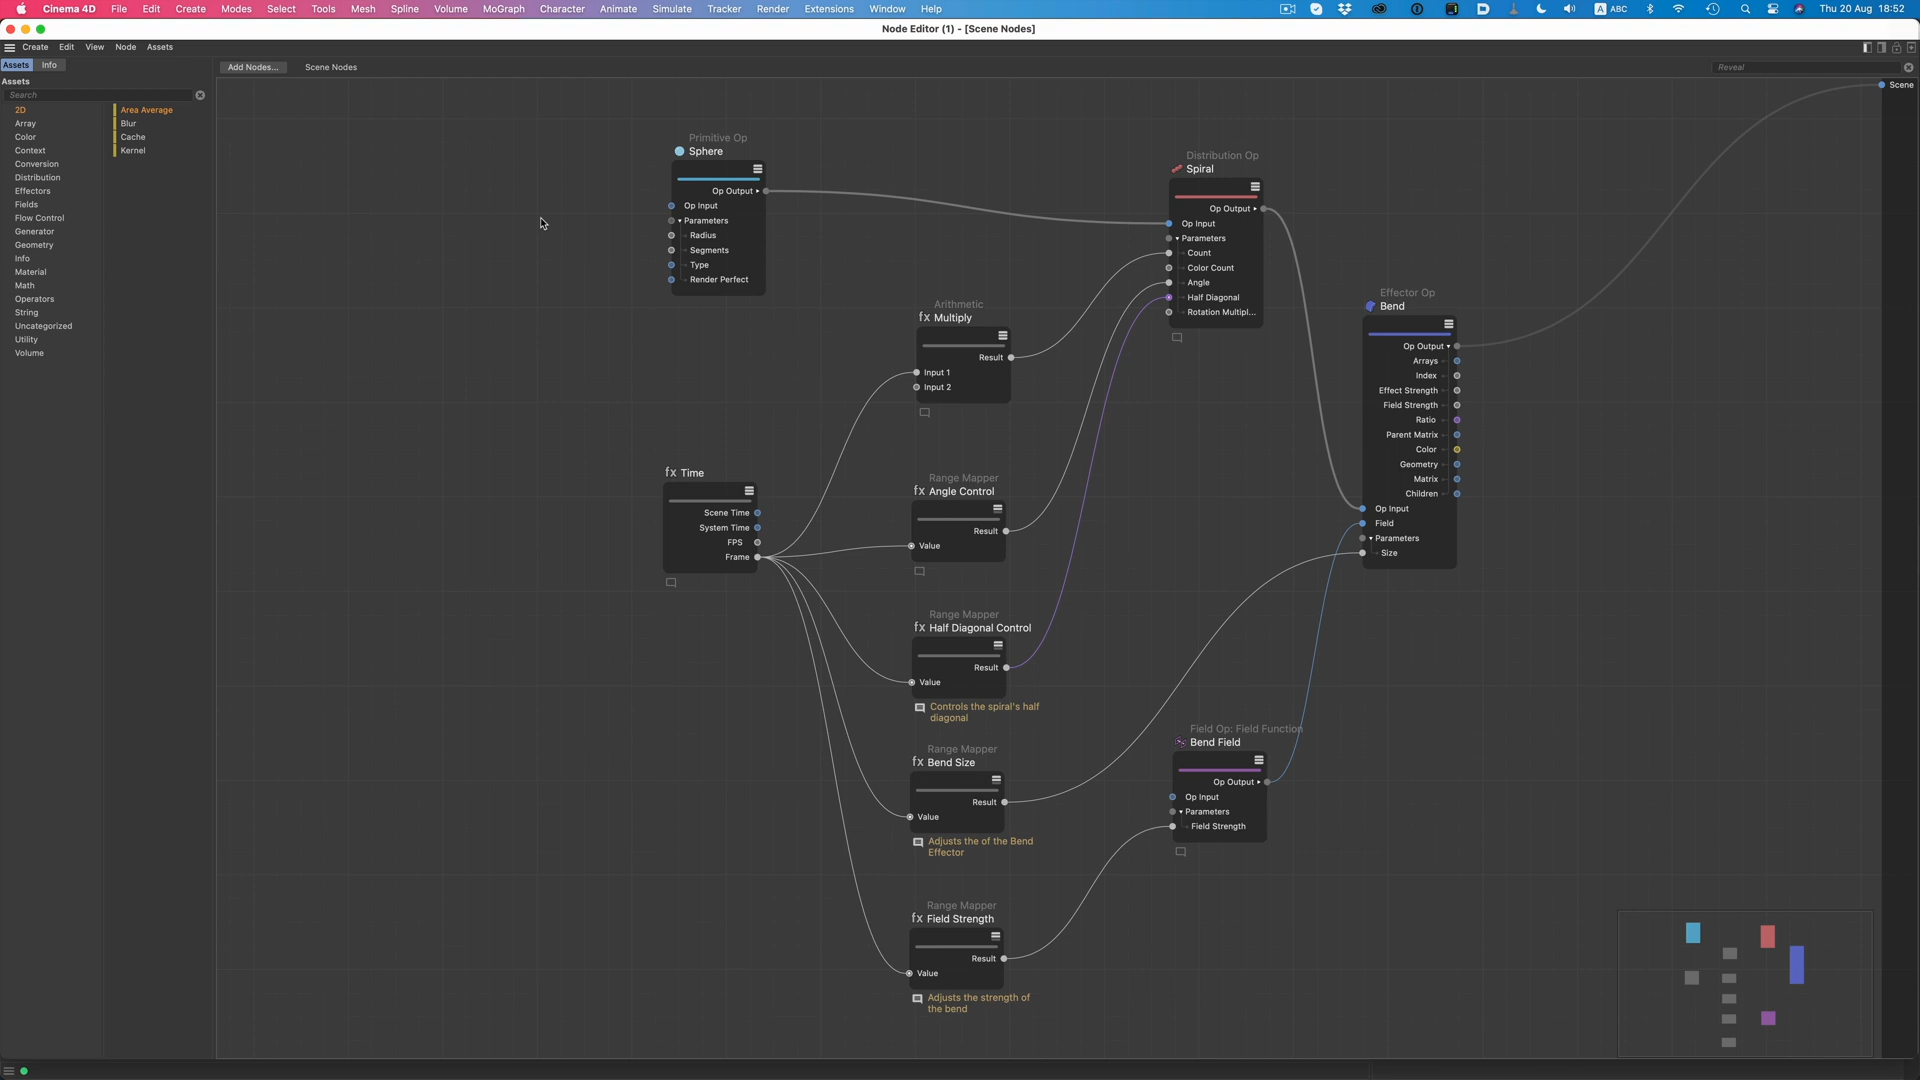 Cinema 4D File Edit Create Modes Select Tools Mesh Spline Volume MoGraph Character Animate Simulate Tracker Render Extensions Window Help A ABC Thu 20 Aug 18:52
Node Editor (1) - [Scene Nodes]
Create Edit View Node Assets
Assets Info
Assets
Search
2D
Array
Color
Context
Conversion
Distribution
Effectors
Fields
Flow Control
Generator
Geometry
Info
Material
Math
Operators
String
Uncategorized
Utility
Volume
Area Average
Blur
Cache
Kernel
Add Nodes... Scene Nodes
Reveal
Scene
Primitive Op
Sphere
Op Output
Op Input
Parameters
Radius
Segments
Type
Render Perfect
Distribution Op
Spiral
Op Output
Op Input
Parameters
Count
Color Count
Angle
Half Diagonal
Rotation Multipl...
Arithmetic
fx Multiply
Result
Input 1
Input 2
Effector Op
Bend
Op Output
Arrays
Index
Effect Strength
Field Strength
Ratio
Parent Matrix
Color
Geometry
Matrix
Children
Op Input
Field
Parameters
Size
fx Time
Scene Time
System Time
FPS
Frame
Range Mapper
fx Angle Control
Result
Value
Range Mapper
fx Half Diagonal Control
Result
Value
Controls the spiral's half
diagonal
Range Mapper
fx Bend Size
Result
Value
Adjusts the of the Bend
Effector
Field Op: Field Function
Bend Field
Op Output
Op Input
Parameters
Field Strength
Range Mapper
fx Field Strength
Result
Value
Adjusts the strength of
the bend